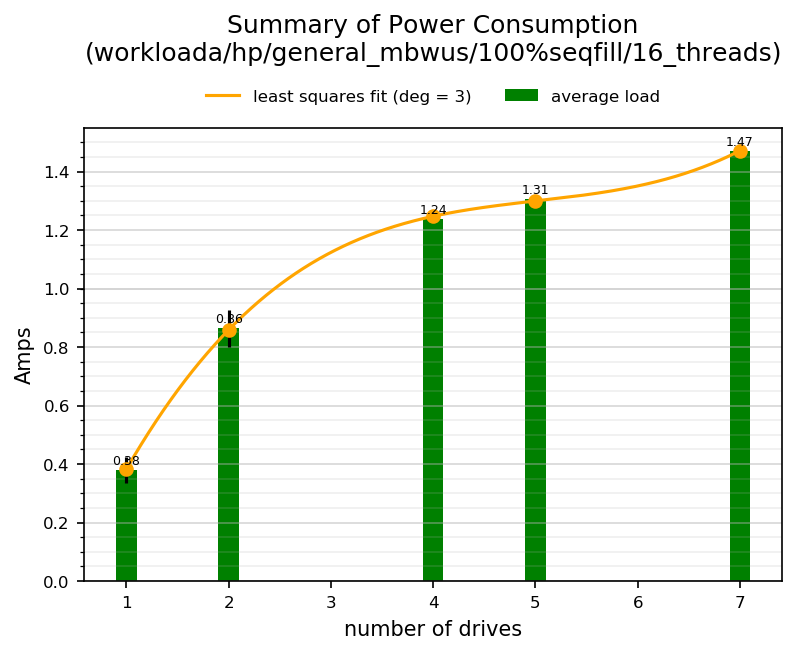 Summary of Power Consumption
(workloada/hp/general_mbwus/100%seqfill/16_threads)
least squares fit (deg = 3)
average load
1.47
1.31
1.24
0.86
0.38
Amps
1.4
1.2
1.0
0.8
0.6
0.4
0.2
0.0
1 2 3 4 5 6 7
number of drives